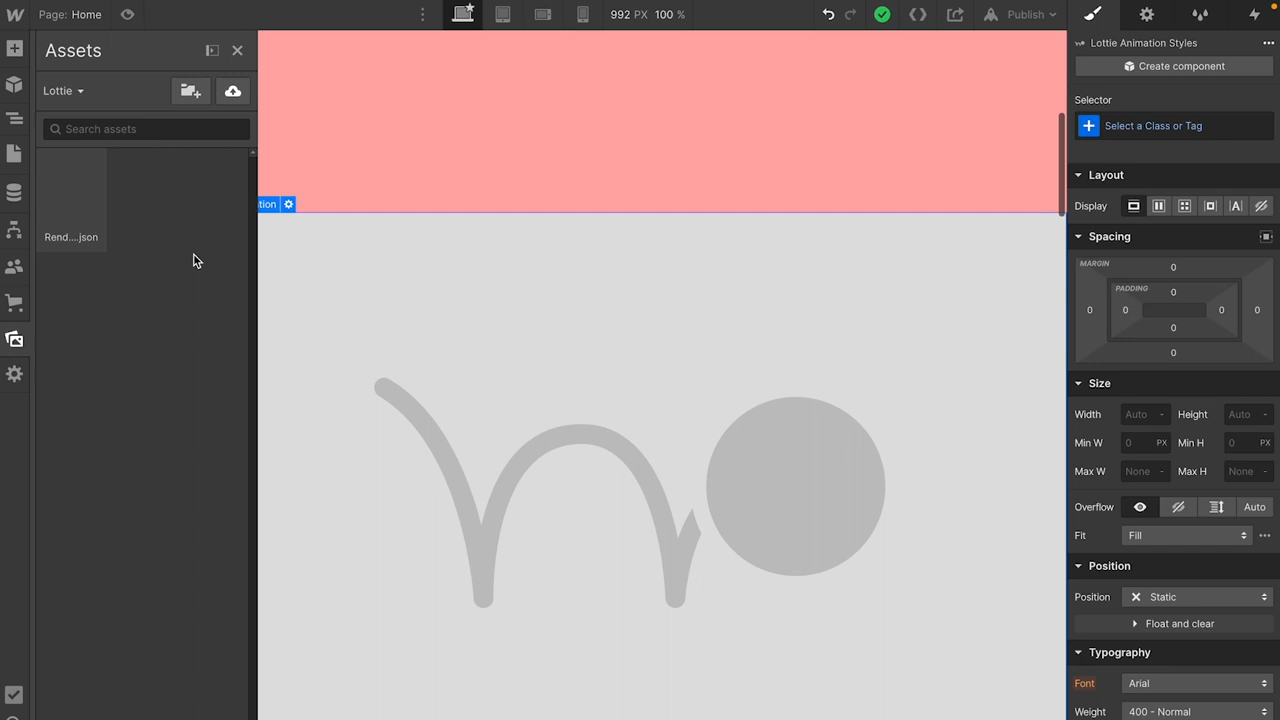 Page: Home
992 PX 100 %
Publish
Assets
Lottie
Search assets
Rend....json
tion
Lottie Animation Styles
Create component
Selector
Select a Class or Tag
Layout
Display
Spacing
MARGIN
0
PADDING
0
0 0 0 0
0
0
Size
Width Auto - Height Auto -
Min W 0 PX Min H 0 PX
Max W None - Max H None -
Overflow Auto
Fit Fill
Position
Position Static
Float and clear
Typography
Font Arial
Weight 400 - Normal